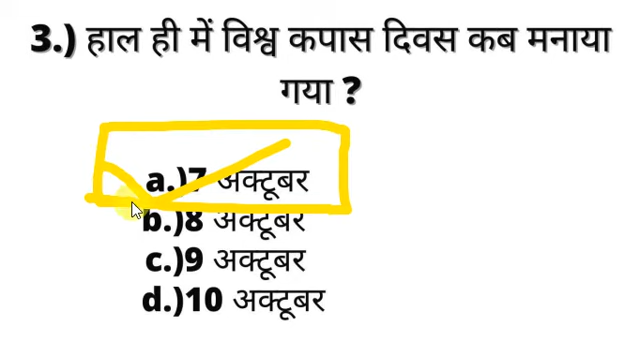 3.) हाल ही में विश्व कपास दिवस कब मनाया
गया ?
a.)7 अक्टूबर
b.)8 अक्टूबर
c.)9 अक्टूबर
d.)10 अक्टूबर